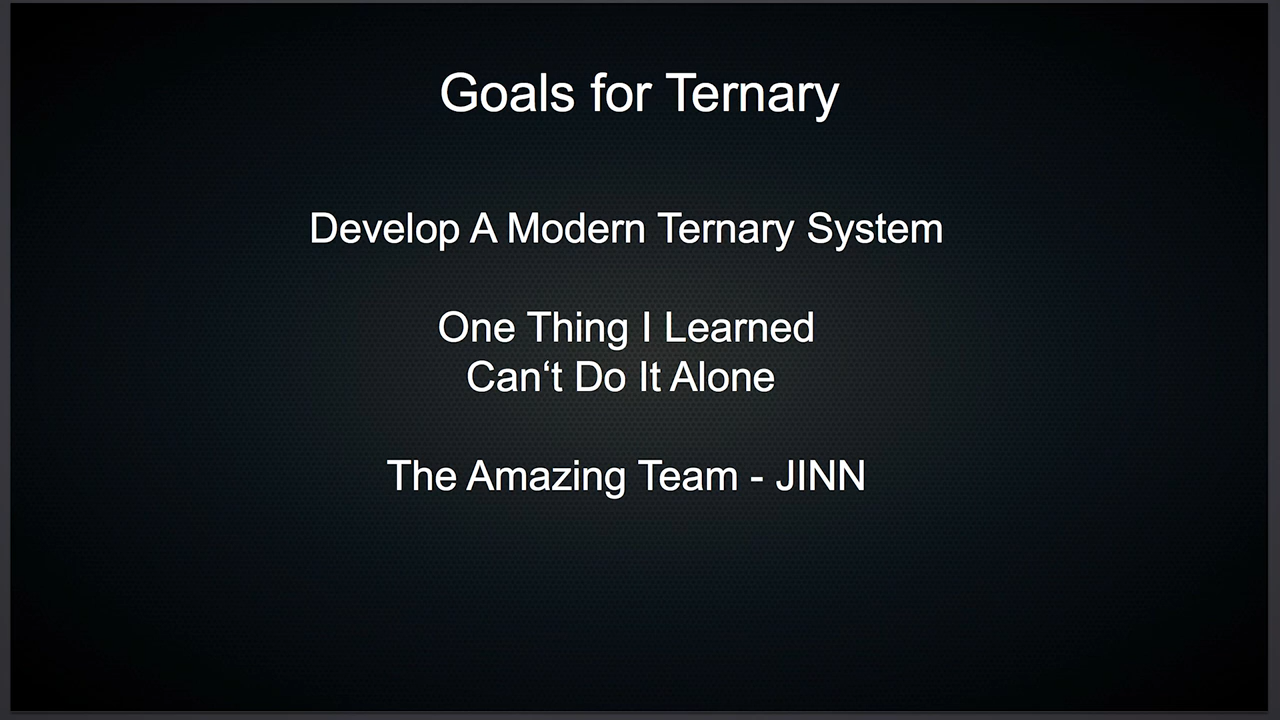 Goals for Ternary
Develop A Modern Ternary System
One Thing I Learned
Can‘t Do It Alone
The Amazing Team - JINN